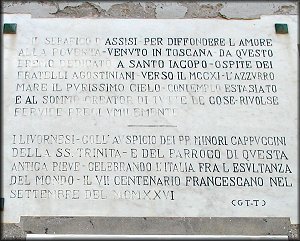 IL SERAFICO D'ASSISI · PER DIFFONDERE L'AMORE
ALLA POVERTA · VENUTO IN TOSCANA DA QUESTO
EREMO DEDICATO A SANTO IACOPO · OSPITE DEI
FRATELLI AGOSTINIANI · VERSO IL MCCXI · L'AZZURRO
MARE IL PURISSIMO CIELO · CONTEMPLO ESTASIATO
E AL SOMMO CREATOR DI TUTTE LE COSE · RIVOLSE
FERVIDE PRECI UMILEMENTE
I LIVORNESI · COLL'AUSPICIO DEI PP. MINORI CAPPUCCINI
DELLA SS. TRINITA · E DEL PARROCO DI QUESTA
ANTICA PIEVE · CELEBRANDO L'ITALIA FRA L'ESULTANZA
DEL MONDO · IL VII CENTENARIO FRANCESCANO NEL
SETTEMBRE DEL MCMXXVI